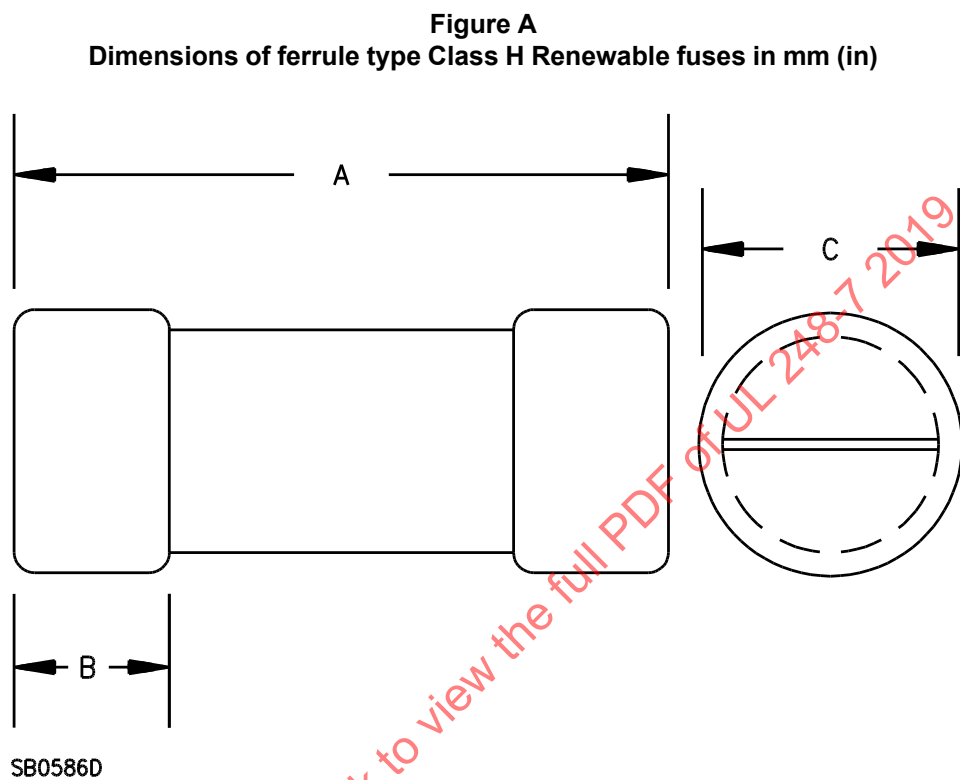 Figure A
Dimensions of ferrule type Class H Renewable fuses in mm (in)
A
C
B
SB0586D
to view the full PDF of UL 248-7 2019